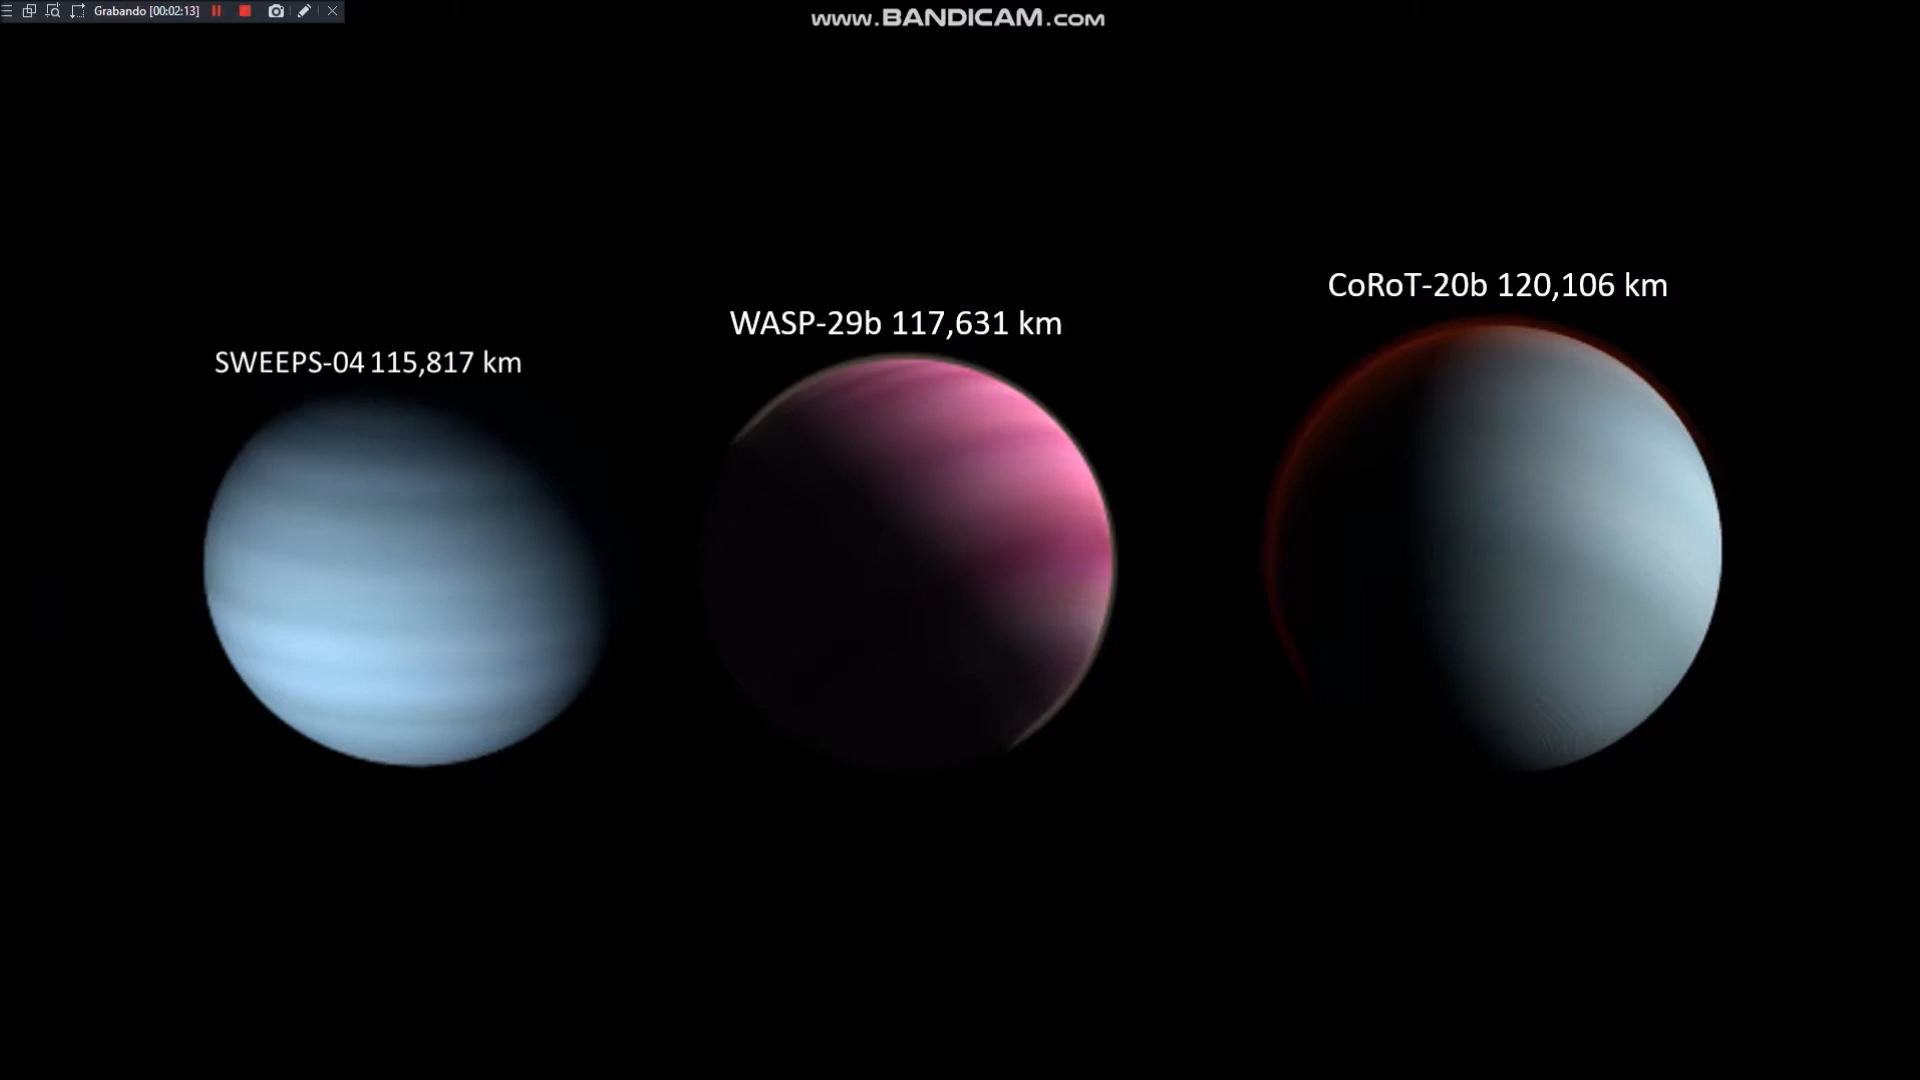 Grabando [00:02:13]
www.BANDICAM.com
SWEEPS-04 115,817 km
WASP-29b 117,631 km
CoRoT-20b 120,106 km